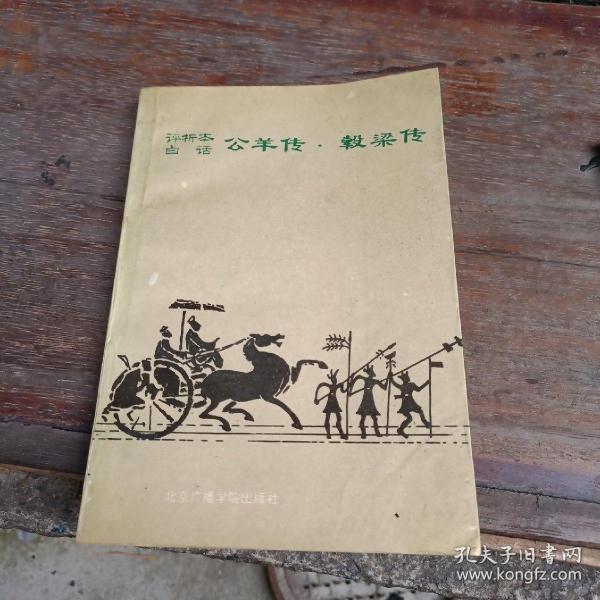 评析本
白话
公羊传·穀梁传
北京广播学院出版社
孔夫子旧书网
www.kongfz.com